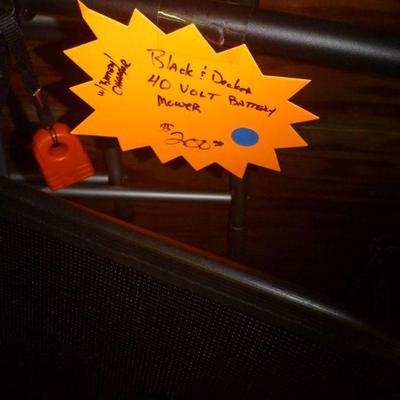 w/Battery/
CHARGER
Black & Decker
40 VOLT BATTERY
MOWER
$200.00